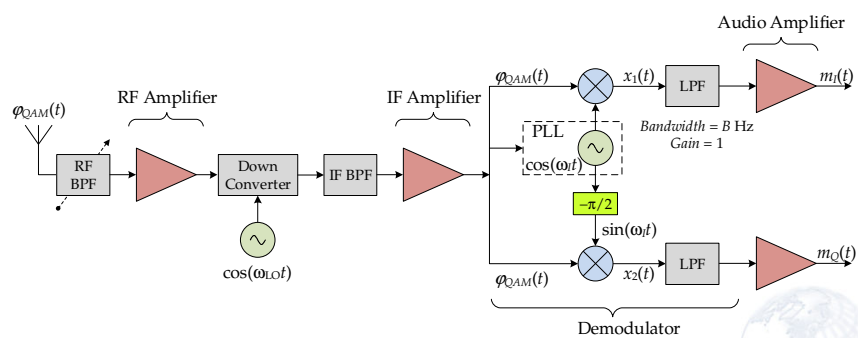 Audio Amplifier
φQAM(t)
x1(t)
LPF
mI(t)
RF Amplifier
IF Amplifier
φQAM(t)
PLL
Bandwidth = B Hz
Gain = 1
cos(ωIt)
RF
BPF
Down
Converter
IF BPF
−π/2
sin(ωIt)
cos(ωLOt)
φQAM(t)
x2(t)
LPF
mQ(t)
Demodulator